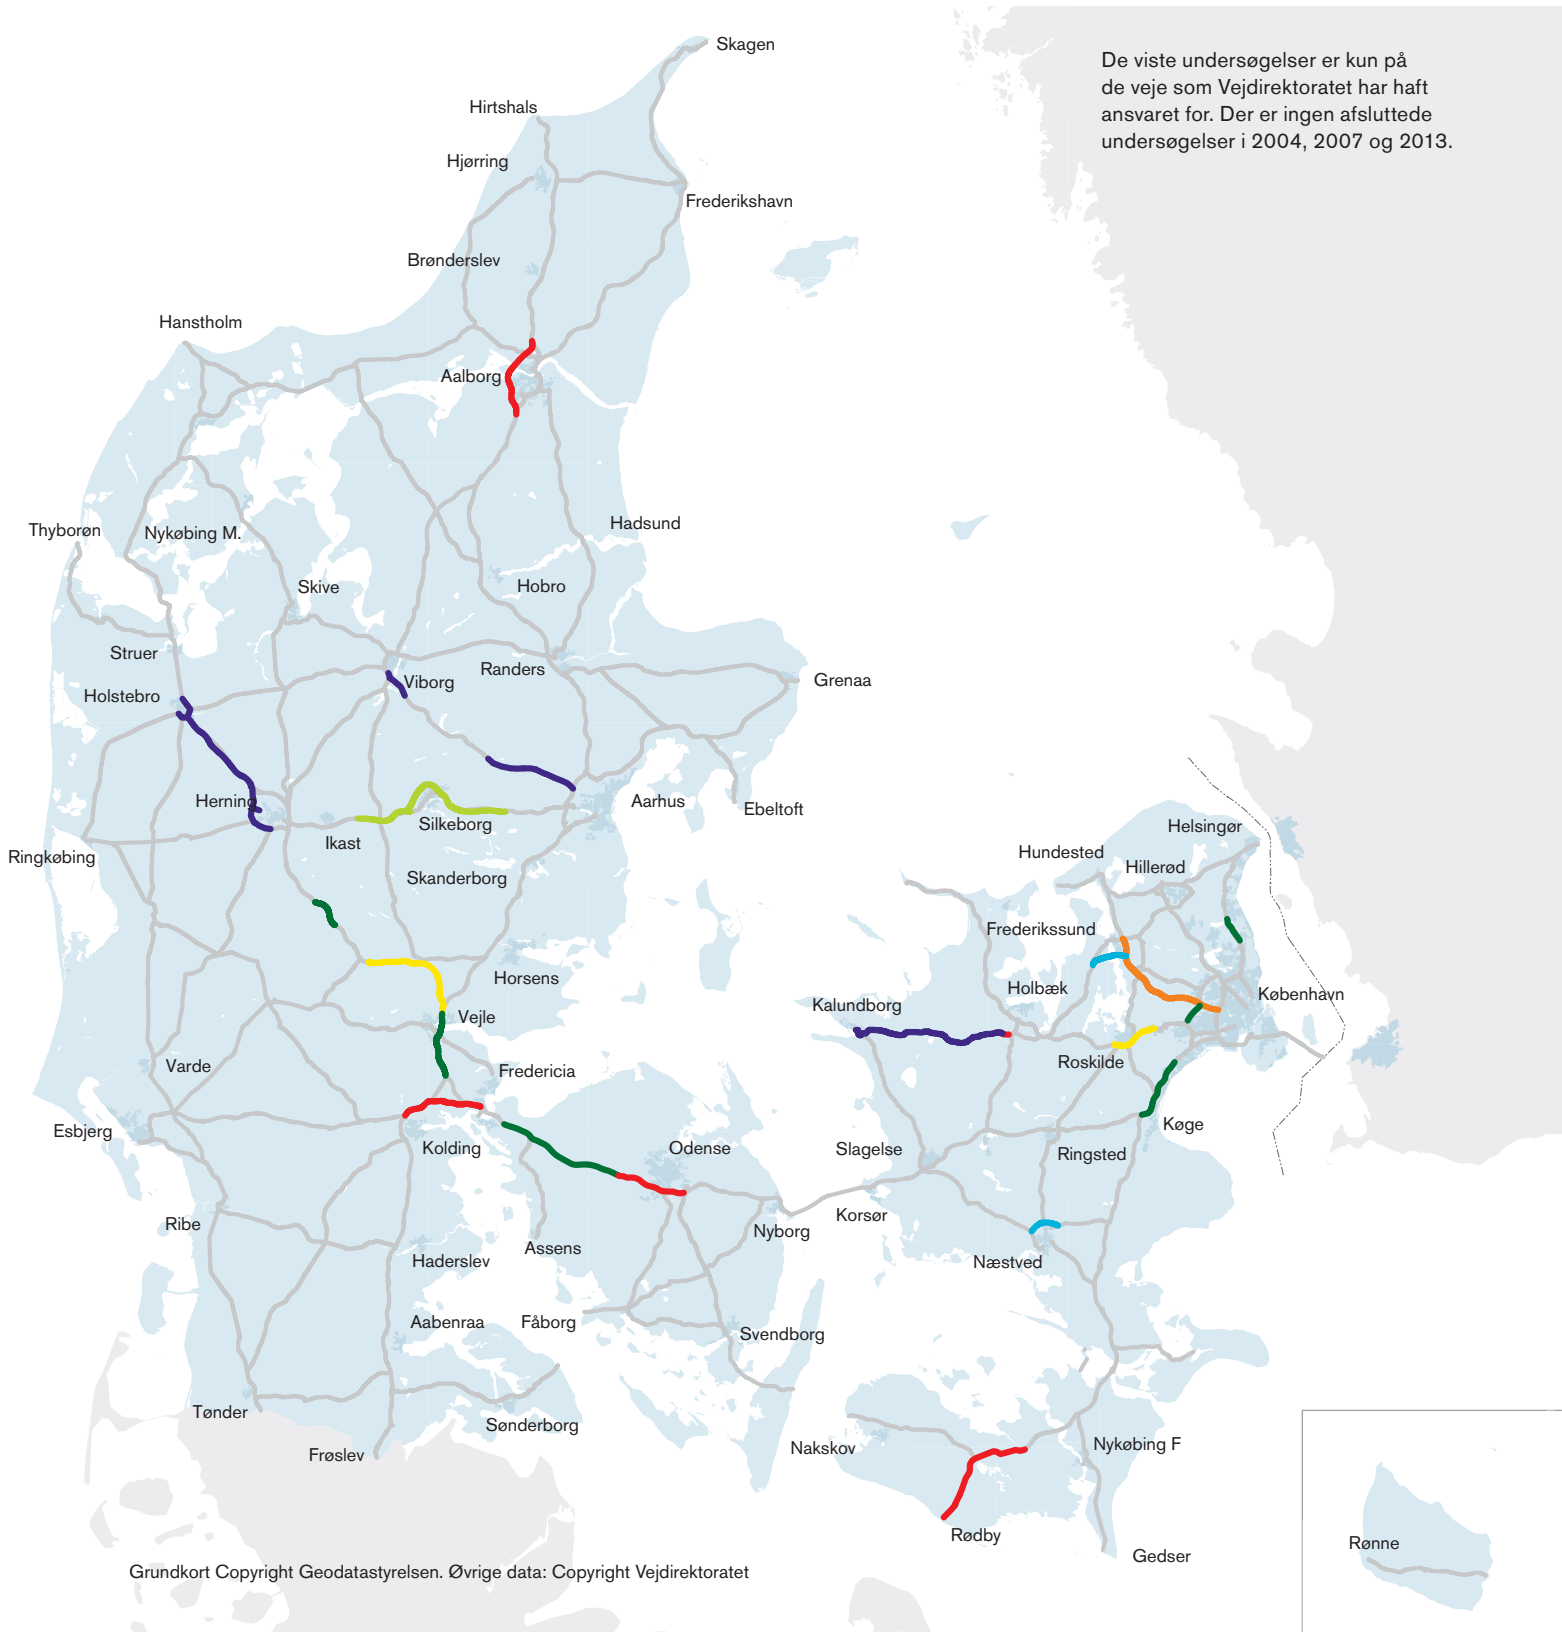 Skagen
De viste undersøgelser er kun på
de veje som Vejdirektoratet har haft
ansvaret for. Der er ingen afsluttede
undersøgelser i 2004, 2007 og 2013.
Hirtshals
Hjørring
Frederikshavn
Brønderslev
Hanstholm
Aalborg
Hadsund
Thyborøn
Nykøbing M.
Skive
Hobro
Struer
Randers
Grenaa
Viborg
Holstebro
Herning
Aarhus
Ebeltoft
Silkeborg
Helsingør
Ikast
Ringkøbing
Hundested
Hillerød
Skanderborg
Frederikssund
Horsens
Holbæk
København
Kalundborg
Vejle
Roskilde
Varde
Fredericia
Esbjerg
Køge
Kolding
Odense
Slagelse
Ringsted
Ribe
Korsør
Nyborg
Assens
Haderslev
Næstved
Aabenraa
Fåborg
Svendborg
Tønder
Sønderborg
Nykøbing F
Nakskov
Frøslev
Rødby
Rønne
Gedser
Grundkort Copyright Geodatastyrelsen. Øvrige data: Copyright Vejdirektoratet